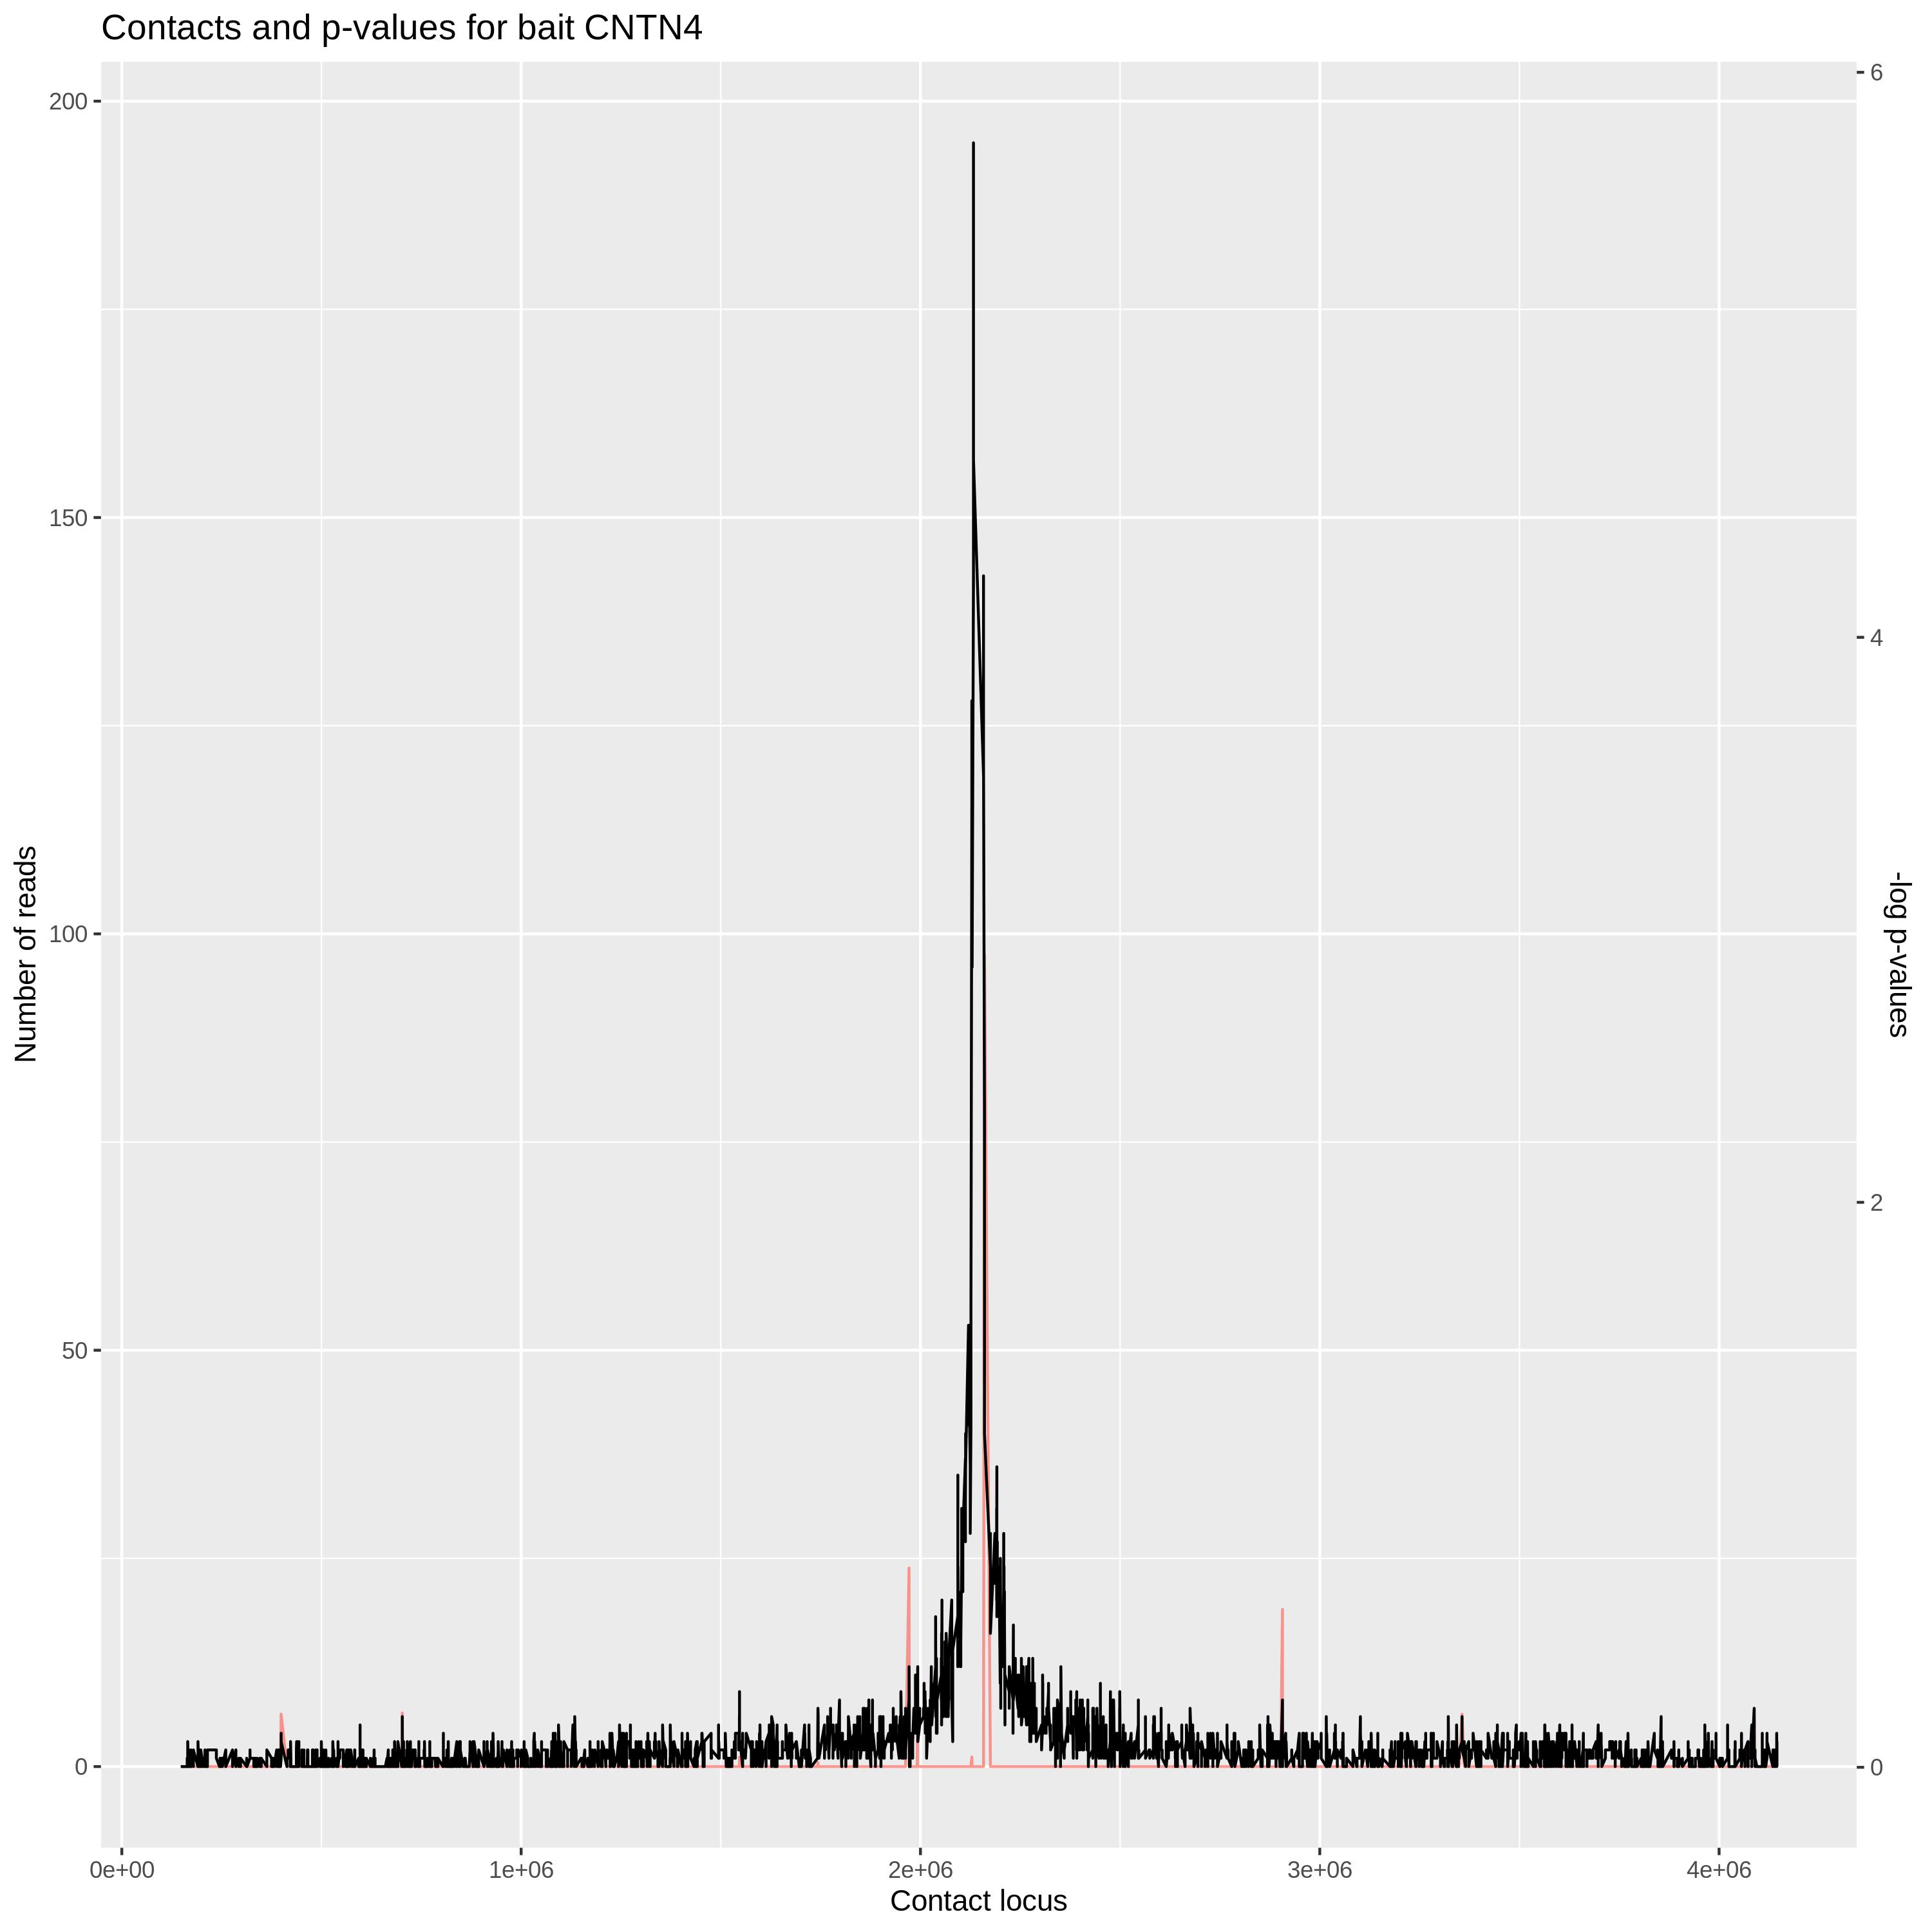 Contacts and p-values for bait CNTN4
200
150
100
50
0
6
4
2
0
Number of reads
-log p-values
0e+00 1e+06 2e+06 3e+06 4e+06
Contact locus